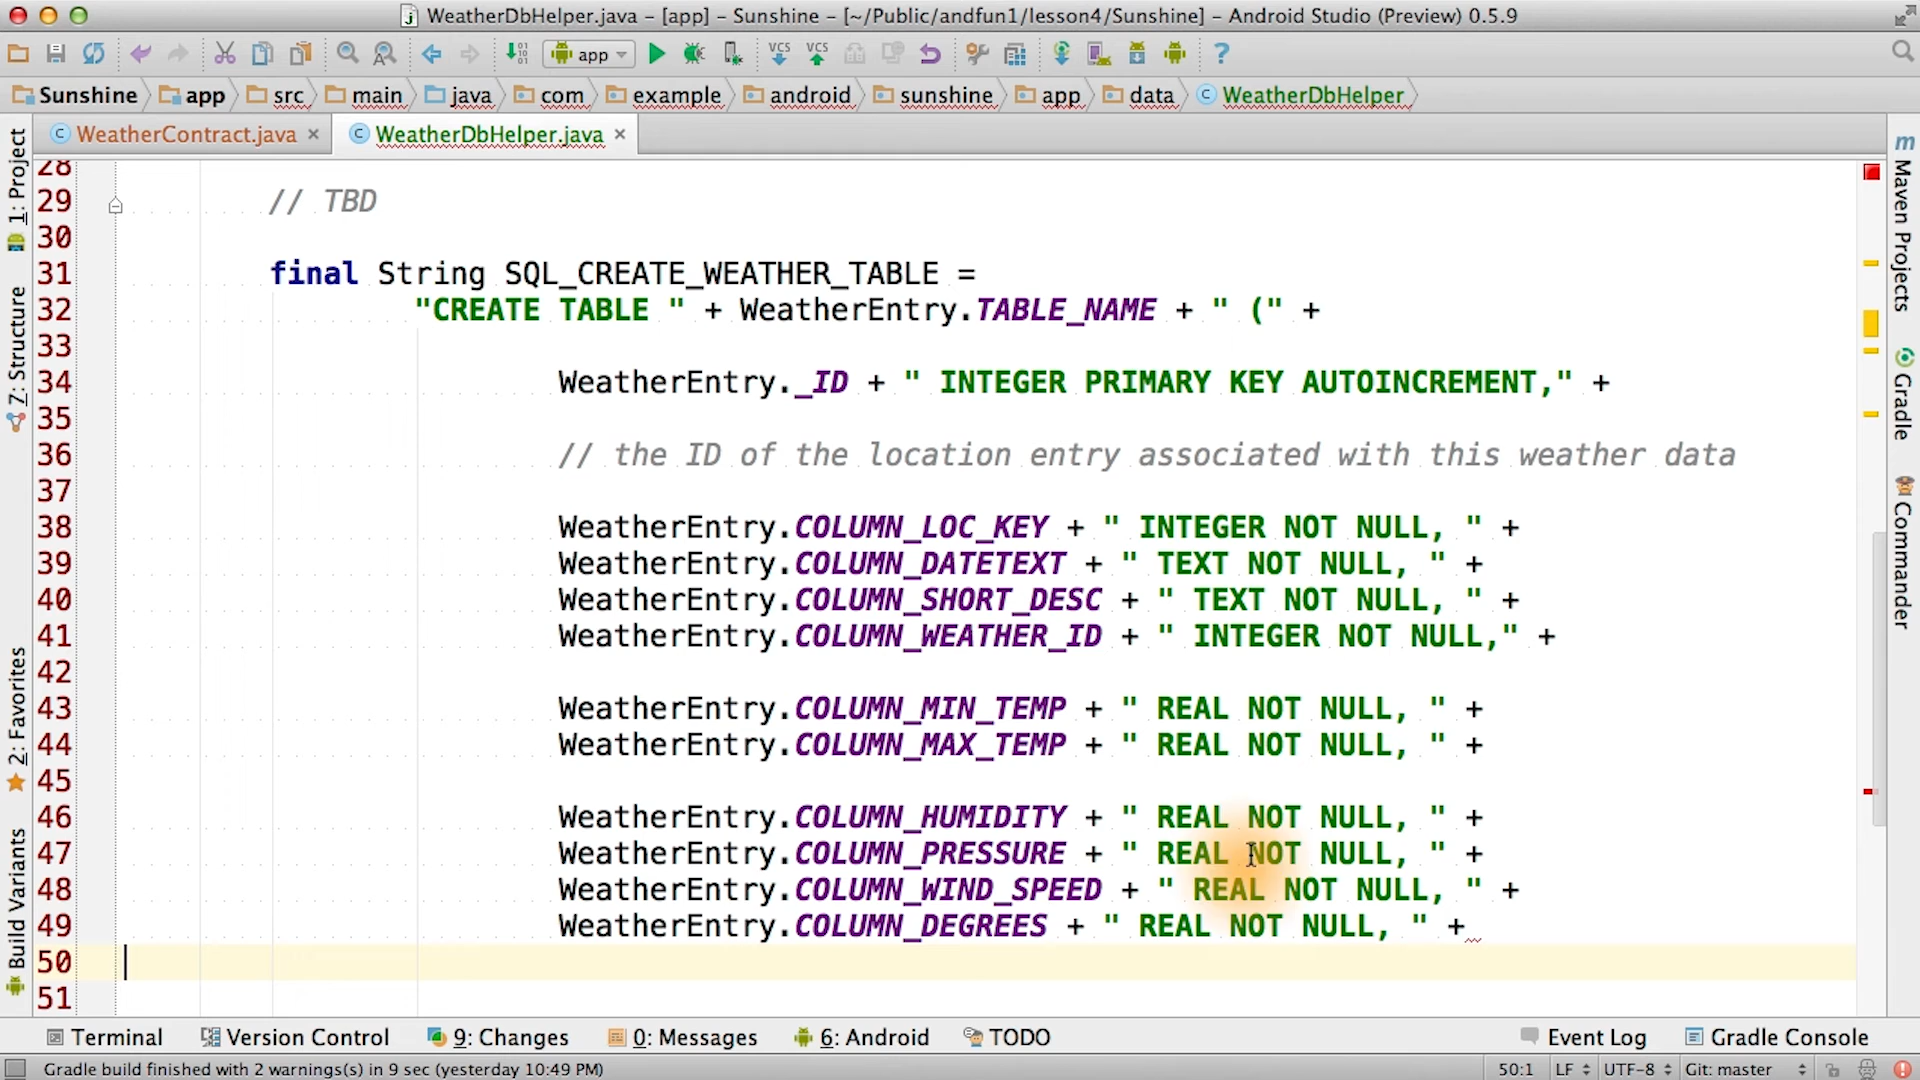 WeatherDbHelper.java - [app] - Sunshine - [~/Public/andfun1/lesson4/Sunshine] - Android Studio (Preview) 0.5.9
app
VCS VCS ?
Sunshine app src main java com example android sunshine app data WeatherDbHelper
WeatherContract.java WeatherDbHelper.java
1: Project
7: Structure
2: Favorites
Build Variants
28
29 // TBD
30
31 final String SQL_CREATE_WEATHER_TABLE =
32 "CREATE TABLE " + WeatherEntry.TABLE_NAME + " (" +
33
34 WeatherEntry._ID + " INTEGER PRIMARY KEY AUTOINCREMENT," +
35
36 // the ID of the location entry associated with this weather data
37
38 WeatherEntry.COLUMN_LOC_KEY + " INTEGER NOT NULL, " +
39 WeatherEntry.COLUMN_DATETEXT + " TEXT NOT NULL, " +
40 WeatherEntry.COLUMN_SHORT_DESC + " TEXT NOT NULL, " +
41 WeatherEntry.COLUMN_WEATHER_ID + " INTEGER NOT NULL," +
42
43 WeatherEntry.COLUMN_MIN_TEMP + " REAL NOT NULL, " +
44 WeatherEntry.COLUMN_MAX_TEMP + " REAL NOT NULL, " +
45
46 WeatherEntry.COLUMN_HUMIDITY + " REAL NOT NULL, " +
47 WeatherEntry.COLUMN_PRESSURE + " REAL NOT NULL, " +
48 WeatherEntry.COLUMN_WIND_SPEED + " REAL NOT NULL, " +
49 WeatherEntry.COLUMN_DEGREES + " REAL NOT NULL, " +
50
51
Maven Projects
Gradle
Commander
Terminal Version Control 9: Changes 0: Messages 6: Android TODO Event Log Gradle Console
Gradle build finished with 2 warnings(s) in 9 sec (yesterday 10:49 PM) 50:1 LF UTF-8 Git: master